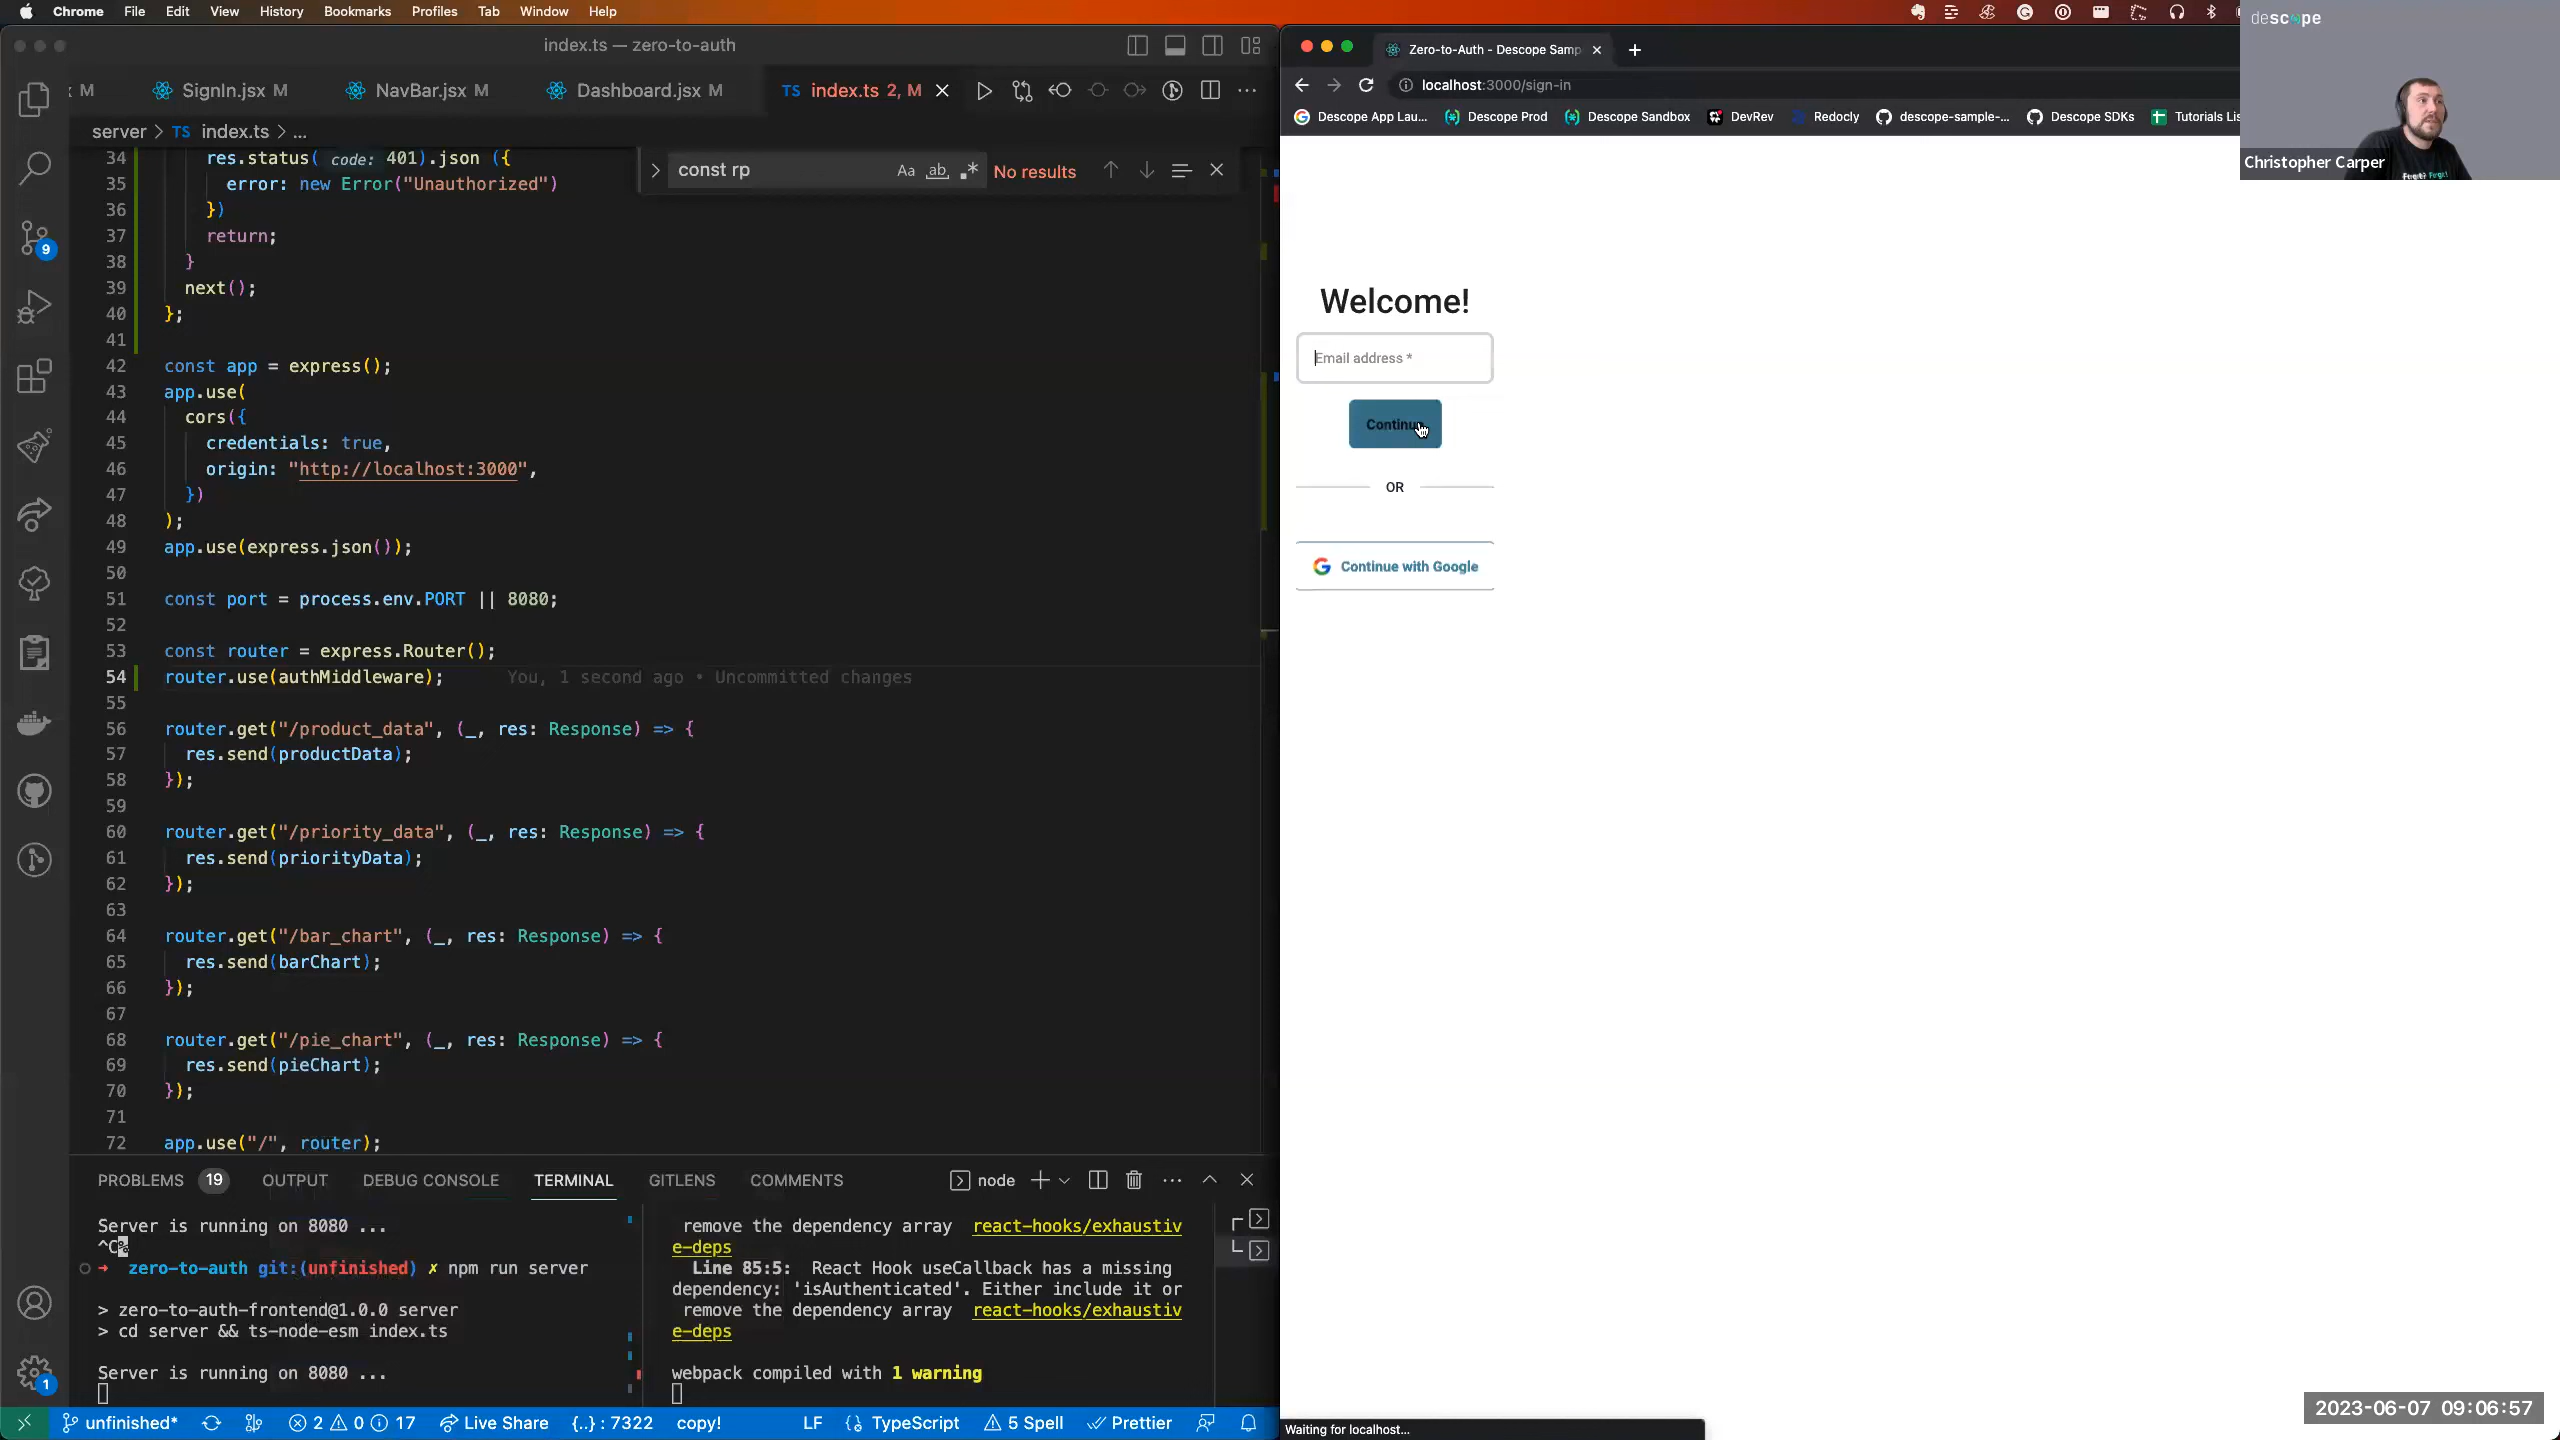 Chrome File Edit View History Bookmarks Profiles Tab Window Help
index.ts — zero-to-auth
M SignIn.jsx M NavBar.jsx M Dashboard.jsx M TS index.ts 2, M
server > TS index.ts > ...
const rp Aa ab No results
34 res.status( code: 401).json ({
35 error: new Error("Unauthorized")
36 })
37 return;
38 }
39 next();
40 };
41
42 const app = express();
43 app.use(
44 cors({
45 credentials: true,
46 origin: "http://localhost:3000",
47 })
48 );
49 app.use(express.json());
50
51 const port = process.env.PORT || 8080;
52
53 const router = express.Router();
54 router.use(authMiddleware); You, 1 second ago • Uncommitted changes
55
56 router.get("/product_data", (_, res: Response) => {
57 res.send(productData);
58 });
59
60 router.get("/priority_data", (_, res: Response) => {
61 res.send(priorityData);
62 });
63
64 router.get("/bar_chart", (_, res: Response) => {
65 res.send(barChart);
66 });
67
68 router.get("/pie_chart", (_, res: Response) => {
69 res.send(pieChart);
70 });
71
72 app.use("/", router);
9
1
PROBLEMS 19 OUTPUT DEBUG CONSOLE TERMINAL GITLENS COMMENTS node
Server is running on 8080 ...
^C%
→ zero-to-auth git:(unfinished) ✗ npm run server
> zero-to-auth-frontend@1.0.0 server
> cd server && ts-node-esm index.ts
Server is running on 8080 ...
remove the dependency array react-hooks/exhaustiv
e-deps
Line 85:5: React Hook useCallback has a missing
dependency: 'isAuthenticated'. Either include it or
remove the dependency array react-hooks/exhaustiv
e-deps
webpack compiled with 1 warning
unfinished* 2 0 17 Live Share {..} : 7322 copy! LF TypeScript 5 Spell Prettier
Zero-to-Auth - Descope Samp
localhost:3000/sign-in
Descope App Lau... Descope Prod Descope Sandbox DevRev Redocly descope-sample-... Descope SDKs Tutorials Lis
descope
Christopher Carper
Welcome!
Email address *
Continue
OR
Continue with Google
Waiting for localhost...
2023-06-07 09:06:57